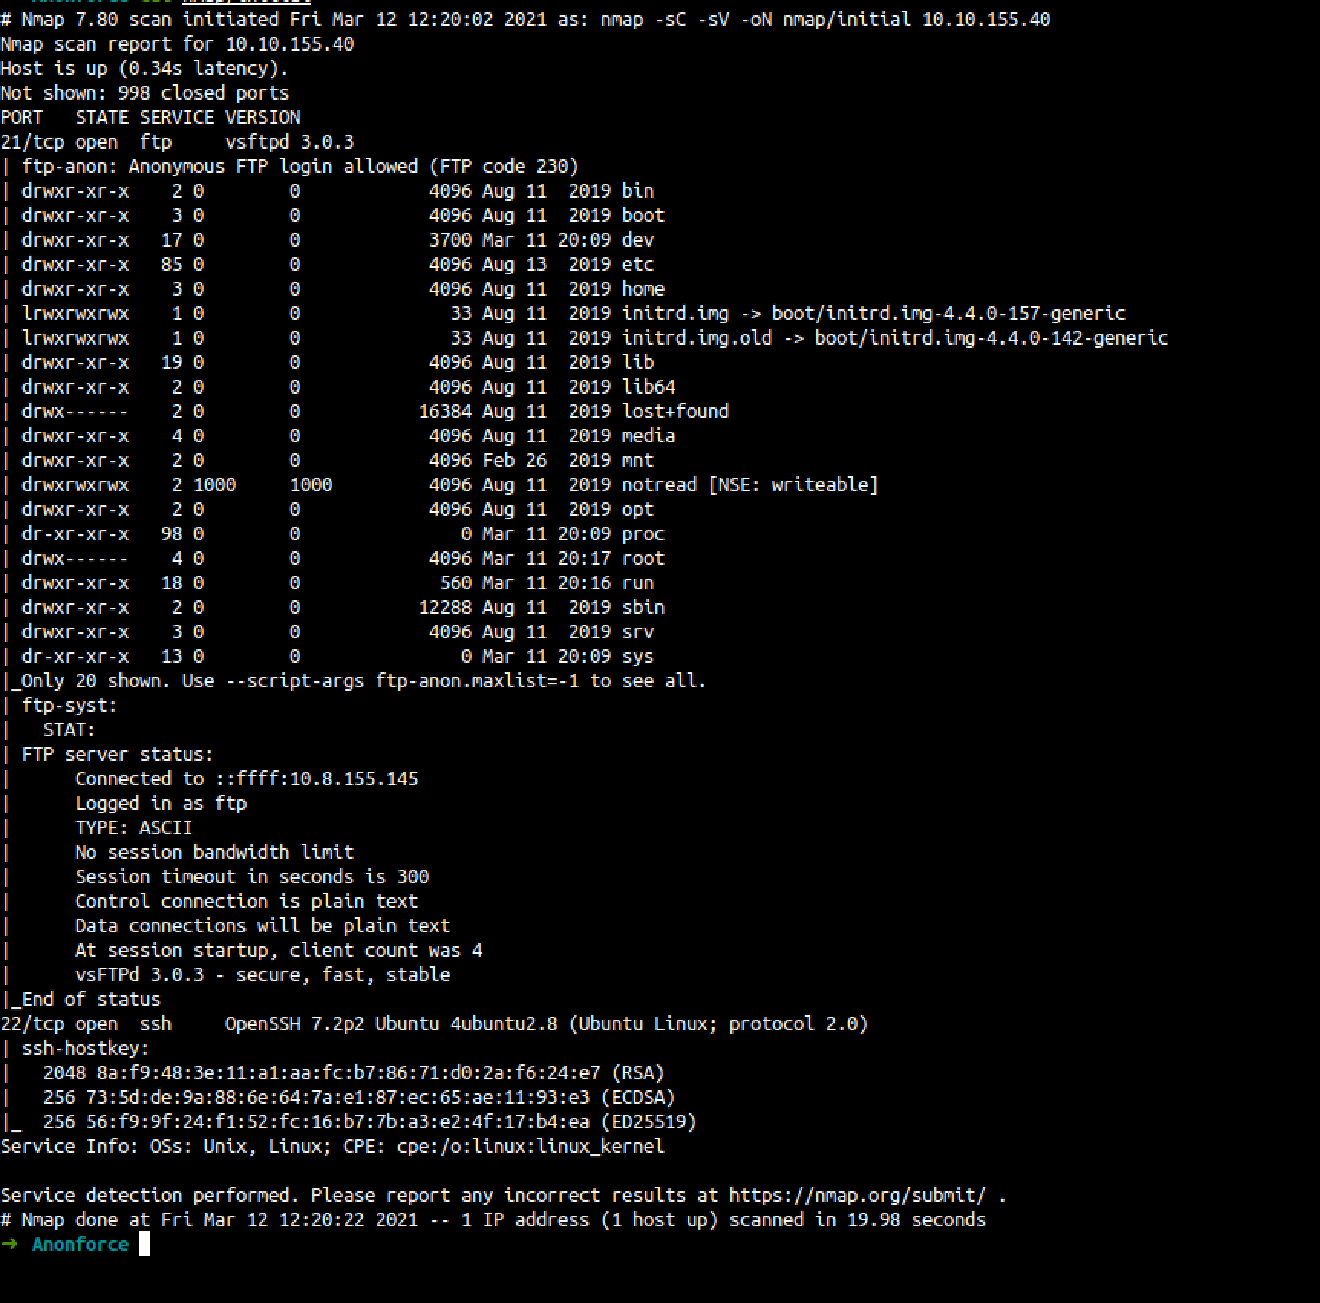 # Nmap 7.80 scan initiated Fri Mar 12 12:20:02 2021 as: nmap -sC -sV -oN nmap/initial 10.10.155.40
Nmap scan report for 10.10.155.40
Host is up (0.34s latency).
Not shown: 998 closed ports
PORT   STATE SERVICE VERSION
21/tcp open  ftp     vsftpd 3.0.3
| ftp-anon: Anonymous FTP login allowed (FTP code 230)
| drwxr-xr-x    2 0        0            4096 Aug 11  2019 bin
| drwxr-xr-x    3 0        0            4096 Aug 11  2019 boot
| drwxr-xr-x   17 0        0            3700 Mar 11 20:09 dev
| drwxr-xr-x   85 0        0            4096 Aug 13  2019 etc
| drwxr-xr-x    3 0        0            4096 Aug 11  2019 home
| lrwxrwxrwx    1 0        0              33 Aug 11  2019 initrd.img -> boot/initrd.img-4.4.0-157-generic
| lrwxrwxrwx    1 0        0              33 Aug 11  2019 initrd.img.old -> boot/initrd.img-4.4.0-142-generic
| drwxr-xr-x   19 0        0            4096 Aug 11  2019 lib
| drwxr-xr-x    2 0        0            4096 Aug 11  2019 lib64
| drwx------    2 0        0           16384 Aug 11  2019 lost+found
| drwxr-xr-x    4 0        0            4096 Aug 11  2019 media
| drwxr-xr-x    2 0        0            4096 Feb 26  2019 mnt
| drwxrwxrwx    2 1000     1000         4096 Aug 11  2019 notread [NSE: writeable]
| drwxr-xr-x    2 0        0            4096 Aug 11  2019 opt
| dr-xr-xr-x   98 0        0               0 Mar 11 20:09 proc
| drwx------    4 0        0            4096 Mar 11 20:17 root
| drwxr-xr-x   18 0        0             560 Mar 11 20:16 run
| drwxr-xr-x    2 0        0           12288 Aug 11  2019 sbin
| drwxr-xr-x    3 0        0            4096 Aug 11  2019 srv
| dr-xr-xr-x   13 0        0               0 Mar 11 20:09 sys
|_Only 20 shown. Use --script-args ftp-anon.maxlist=-1 to see all.
| ftp-syst:
|   STAT:
| FTP server status:
|      Connected to ::ffff:10.8.155.145
|      Logged in as ftp
|      TYPE: ASCII
|      No session bandwidth limit
|      Session timeout in seconds is 300
|      Control connection is plain text
|      Data connections will be plain text
|      At session startup, client count was 4
|      vsFTPd 3.0.3 - secure, fast, stable
|_End of status
22/tcp open  ssh     OpenSSH 7.2p2 Ubuntu 4ubuntu2.8 (Ubuntu Linux; protocol 2.0)
| ssh-hostkey:
|   2048 8a:f9:48:3e:11:a1:aa:fc:b7:86:71:d0:2a:f6:24:e7 (RSA)
|   256 73:5d:de:9a:88:6e:64:7a:e1:87:ec:65:ae:11:93:e3 (ECDSA)
|_  256 56:f9:9f:24:f1:52:fc:16:b7:7b:a3:e2:4f:17:b4:ea (ED25519)
Service Info: OSs: Unix, Linux; CPE: cpe:/o:linux:linux_kernel
Service detection performed. Please report any incorrect results at https://nmap.org/submit/ .
# Nmap done at Fri Mar 12 12:20:22 2021 -- 1 IP address (1 host up) scanned in 19.98 seconds
→ Anonforce